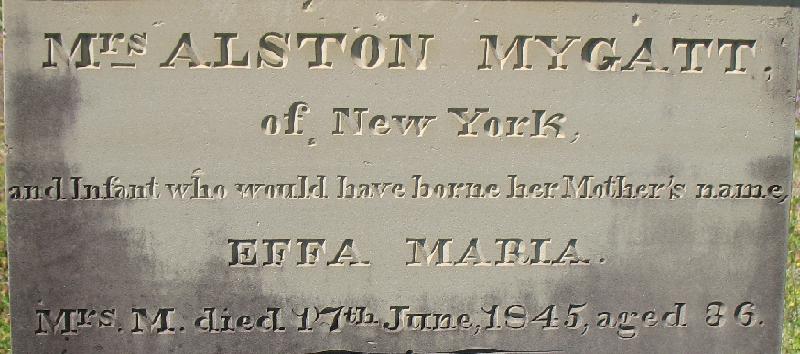 Mrs ALSTON MYGATT,
of New York,
and Infant who would have borne her Mother's name,
EFFA MARIA.
Mrs. M. died 17th June, 1845, aged 36.